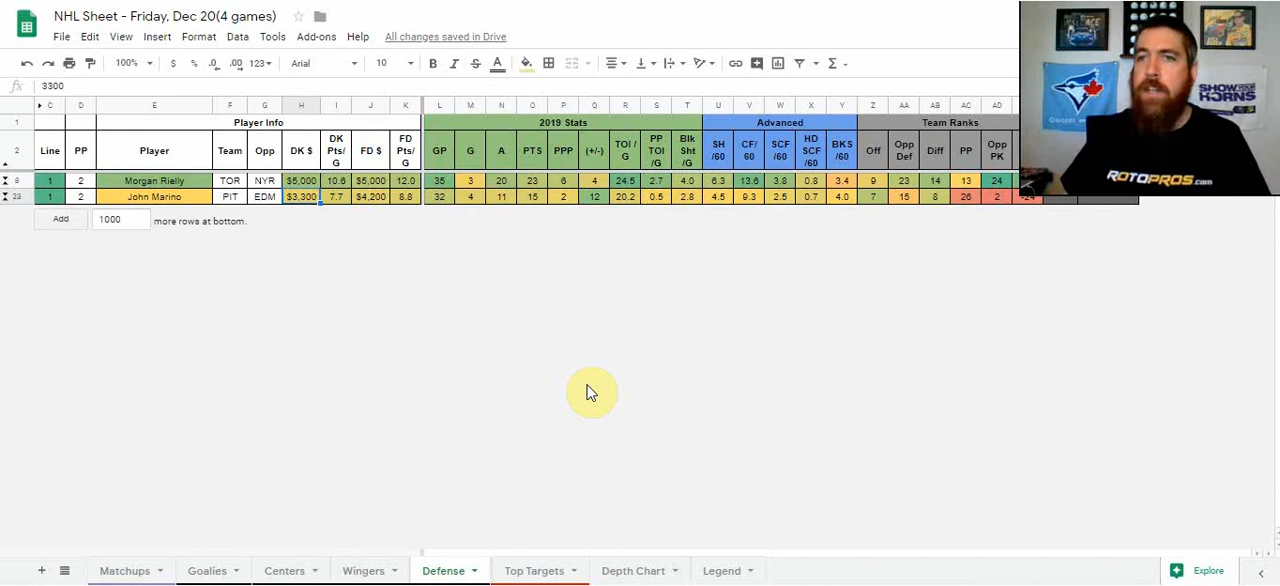 NHL Sheet - Friday, Dec 20(4 games)
File Edit View Insert Format Data Tools Add-ons Help All changes saved in Drive
100% $ % .0 .00 123 Arial 10 B I S A
fx 3300
C D E F G H I J K L M N O P Q R S T U V W X Y Z AA AB AC AD
1 Player Info 2019 Stats Advanced Team Ranks
2 Line PP Player Team Opp DK $ DK Pts/ G FD $ FD Pts/ G GP G A PTS PPP (+/-) TOI / G PP TOI /G Blk Sht /G SH /60 CF/ 60 SCF /60 HD SCF /60 BKS /60 Off Opp Def Diff PP Opp PK
8 1 2 Morgan Rielly TOR NYR $5,000 10.6 $5,000 12.0 35 3 20 23 6 4 24.5 2.7 4.0 6.3 13.6 3.8 0.8 3.4 9 23 14 13 24
23 1 2 John Marino PIT EDM $3,300 7.7 $4,200 8.8 32 4 11 15 2 12 20.2 0.5 2.8 4.5 9.3 2.5 0.7 4.0 7 15 8 26 2 -24
Add 1000 more rows at bottom.
SHOW YOUR
HORNS
ROTOPROS.com
Matchups Goalies Centers Wingers Defense Top Targets Depth Chart Legend Explore